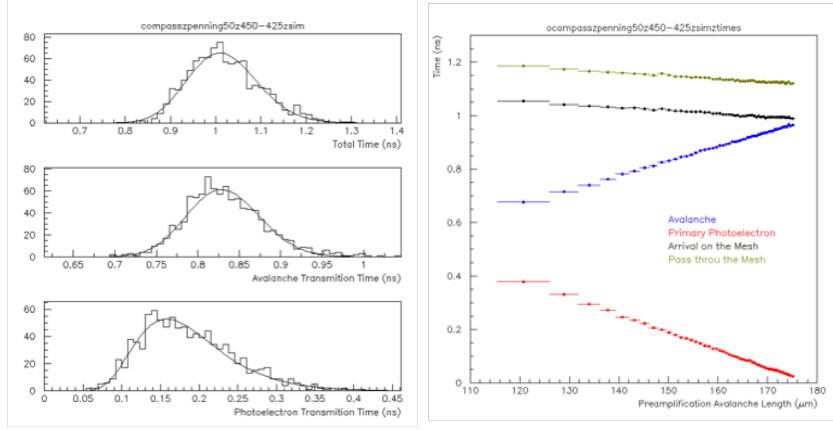 compasszpenning50z450-425zsim
80
60
40
20
0
0.7 0.8 0.9 1 1.1 1.2 1.3 1.4
Total Time (ns)
80
60
40
20
0
0.65 0.7 0.75 0.8 0.85 0.9 0.95 1
Avalanche Transmition Time (ns)
60
40
20
0
0 0.05 0.1 0.15 0.2 0.25 0.3 0.35 0.4 0.45
Photoelectron Transmition Time (ns)
ocompasszpenning50z450-425zsimztimes
Time (ns)
1.2
1
0.8
0.6
0.4
0.2
0
Avalanche
Primary Photoelectron
Arrival on the Mesh
Pass throu the Mesh
110 120 130 140 150 160 170 180
Preamplification Avalanche Length (μm)